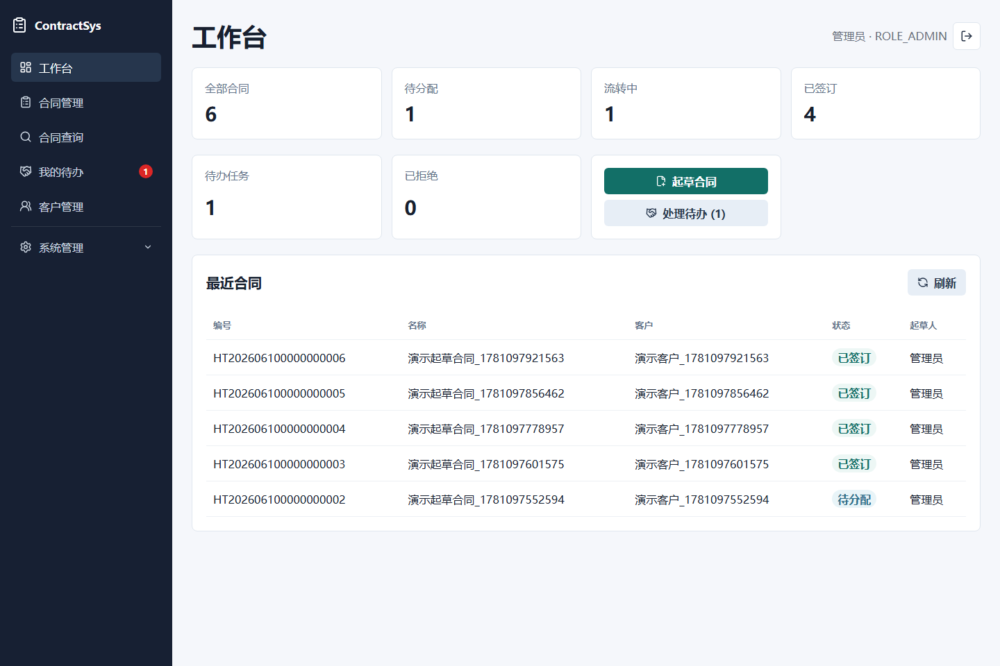 ContractSys
工作台
合同管理
合同查询
我的待办 1
客户管理
系统管理
工作台
管理员 · ROLE_ADMIN
全部合同
6
待分配
1
流转中
1
已签订
4
待办任务
1
已拒绝
0
起草合同
处理待办 (1)
最近合同
刷新
编号 名称 客户 状态 起草人
HT202606100000000006 演示起草合同_1781097921563 演示客户_1781097921563 已签订 管理员
HT202606100000000005 演示起草合同_1781097856462 演示客户_1781097856462 已签订 管理员
HT202606100000000004 演示起草合同_1781097778957 演示客户_1781097778957 已签订 管理员
HT202606100000000003 演示起草合同_1781097601575 演示客户_1781097601575 已签订 管理员
HT202606100000000002 演示起草合同_1781097552594 演示客户_1781097552594 待分配 管理员